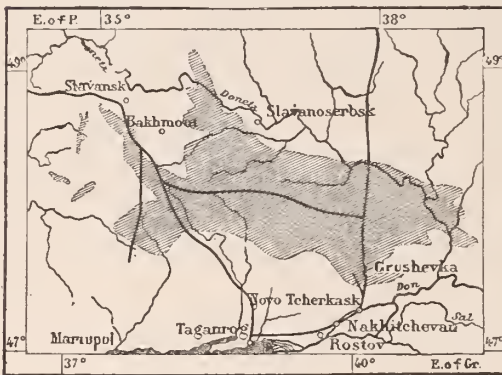 E. of P. 35° 38°
49° 49°
Slavansk
Donetz
Slavanoserbsk
Bakhmout
Grushevka
Novo Tcherkask
Don
Sal
Mariupol
Taganrog
Nakhitchevan
47° Rostov 47°
37° 40° E. of Gr.